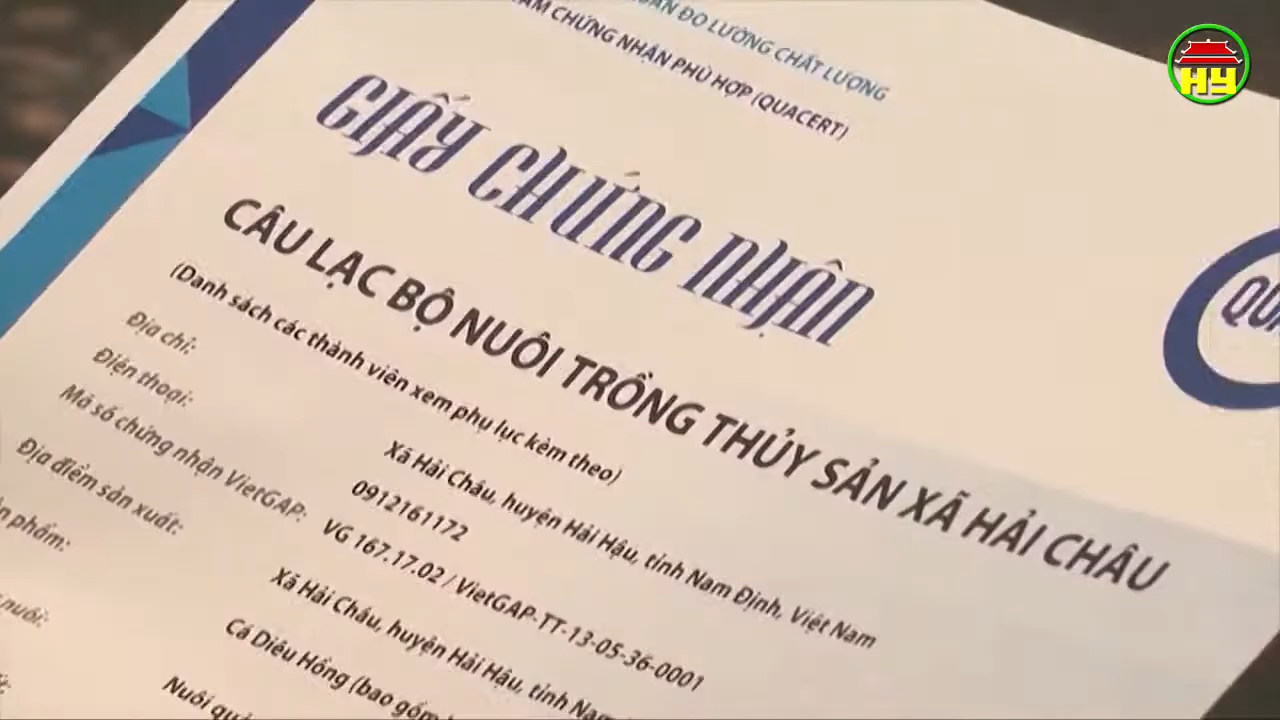 ĐO LƯỜNG CHẤT LƯỢNG
CHỨNG NHẬN PHÙ HỢP (QUACERT)
GIẤY CHỨNG NHẬN
CÂU LẠC BỘ NUÔI TRỒNG THỦY SẢN XÃ HẢI CHÂU
(Danh sách các thành viên xem phụ lục kèm theo)
Địa chỉ: Xã Hải Châu, huyện Hải Hậu, tỉnh Nam Định, Việt Nam
Điện thoại: 0912161172
Mã số chứng nhận VietGAP: VG 167.17.02 / VietGAP-TT-13-05-36-0001
Địa điểm sản xuất: Xã Hải Châu, huyện Hải Hậu, tỉnh Nam
phẩm: Cá Diêu Hồng (bao gồm
nuôi: Nuôi
HY